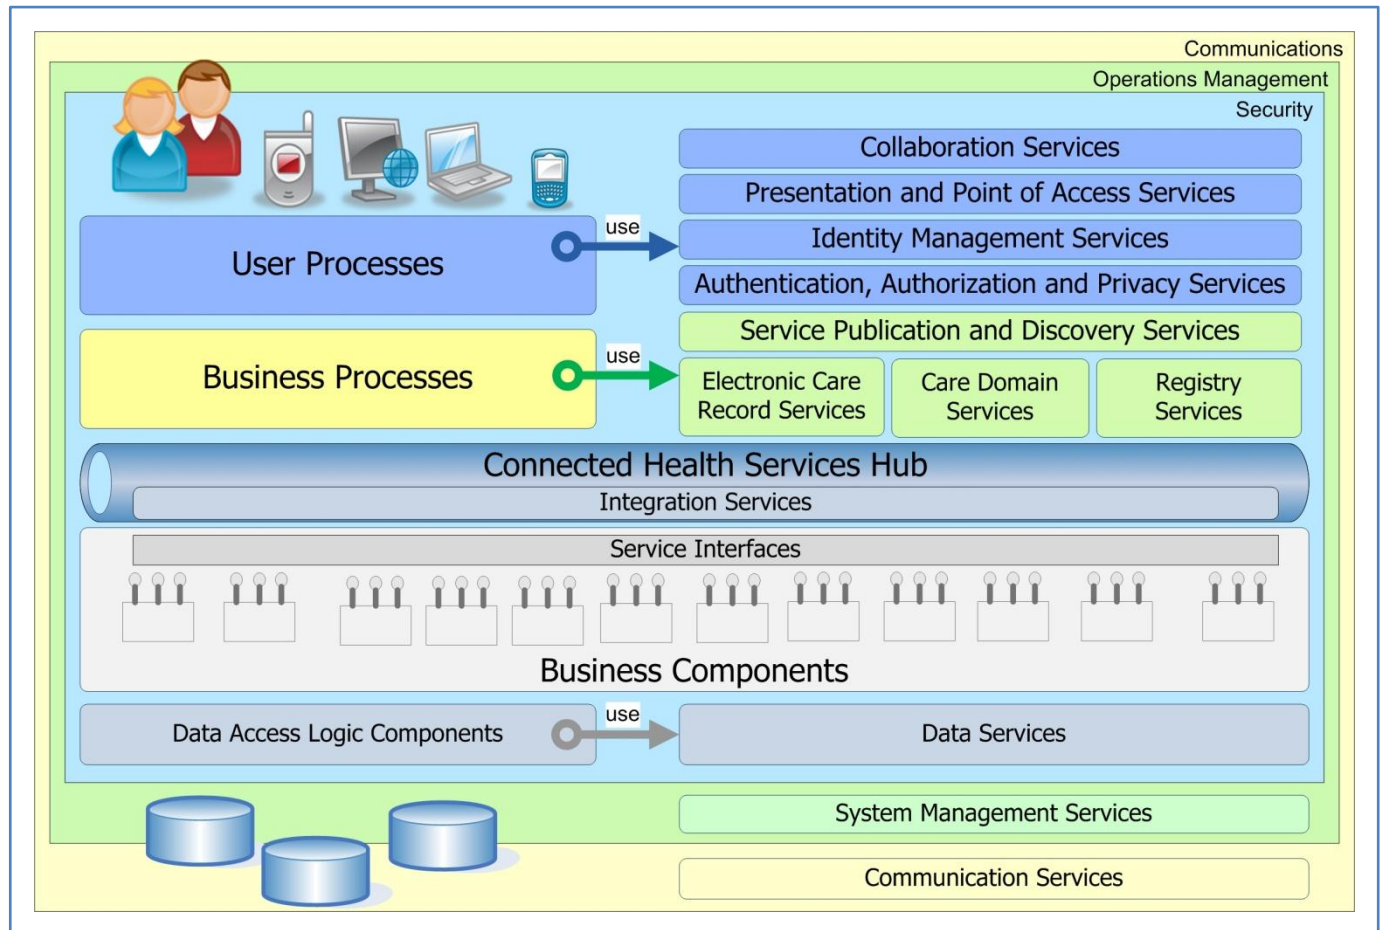 Communications
Operations Management
Security
Collaboration Services
Presentation and Point of Access Services
use
Identity Management Services
User Processes
Authentication, Authorization and Privacy Services
Service Publication and Discovery Services
use
Business Processes
Electronic Care
Record Services
Care Domain
Services
Registry
Services
Connected Health Services Hub
Integration Services
Service Interfaces
Business Components
Data Access Logic Components
use
Data Services
System Management Services
Communication Services